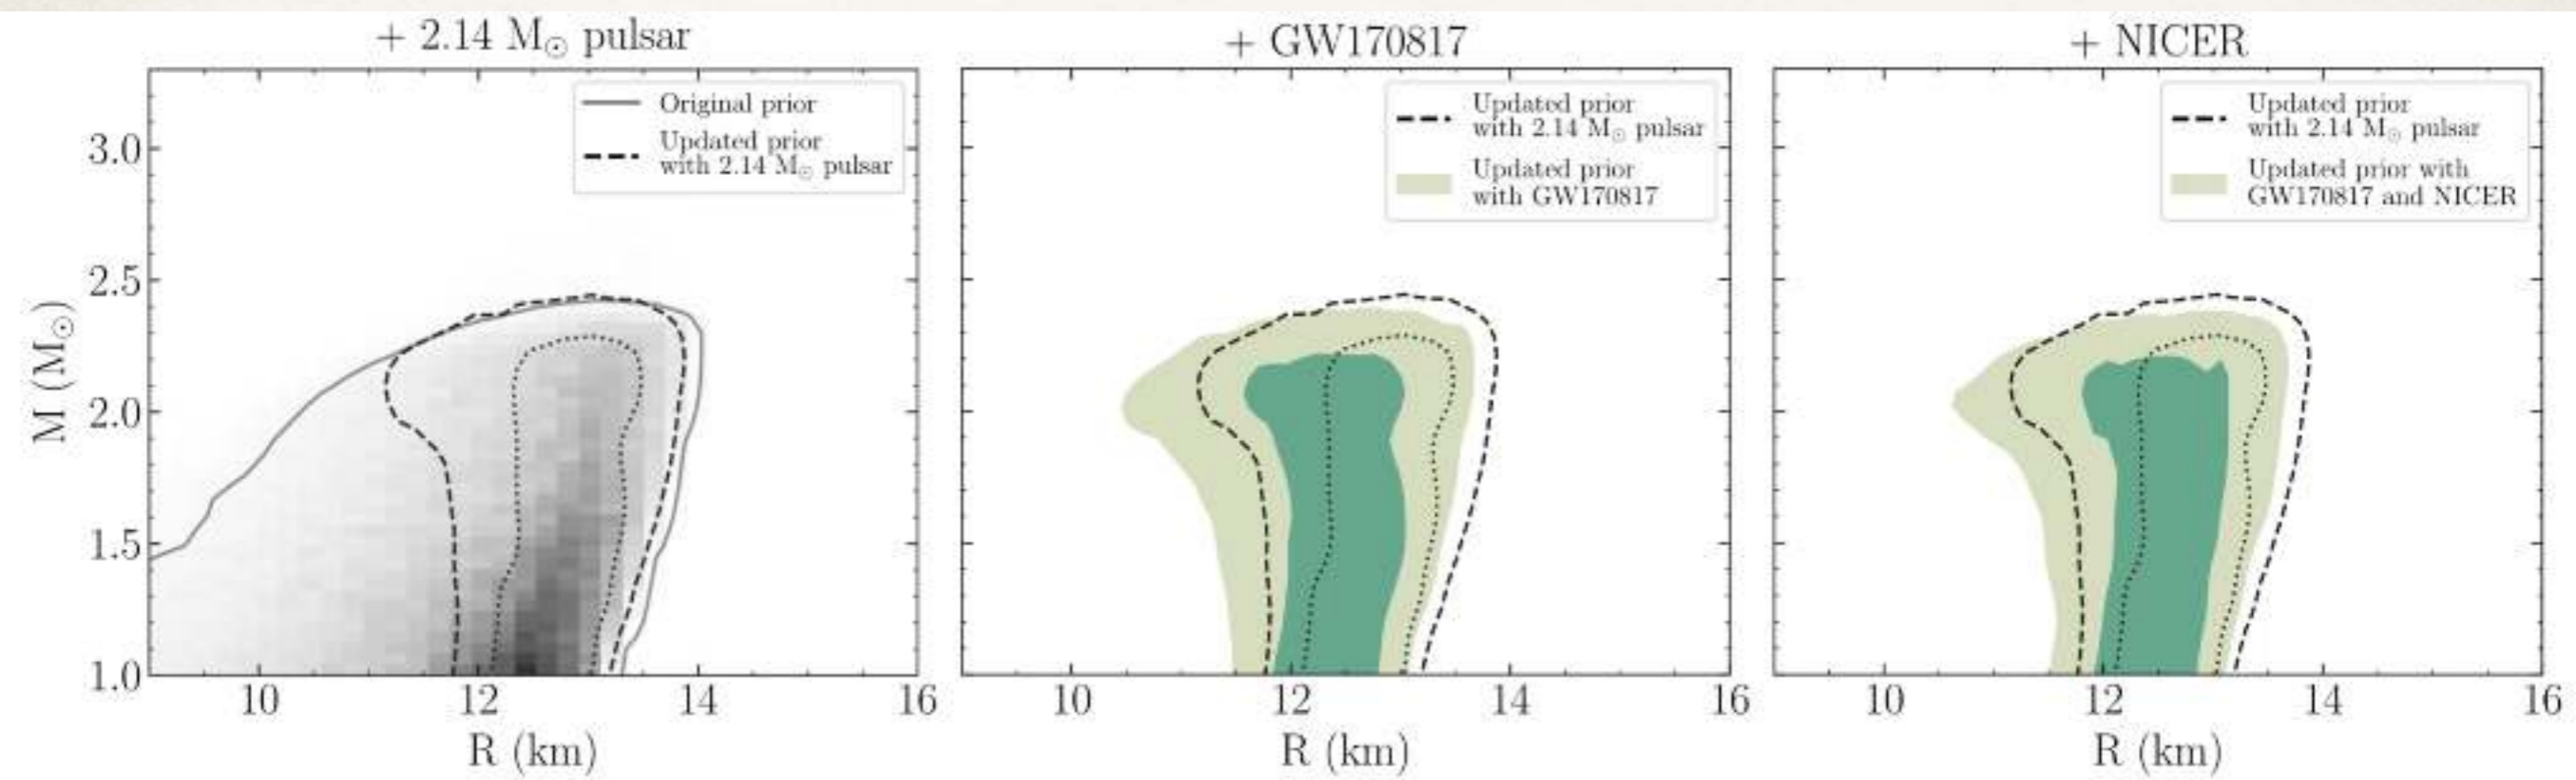 + 2.14 M☉ pulsar
Original prior
Updated prior
with 2.14 M☉ pulsar
3.0
2.5
2.0
1.5
1.0
M (M☉)
10 12 14 16
R (km)
+ GW170817
Updated prior
with 2.14 M☉ pulsar
Updated prior
with GW170817
10 12 14 16
R (km)
+ NICER
Updated prior
with 2.14 M☉ pulsar
Updated prior with
GW170817 and NICER
10 12 14 16
R (km)